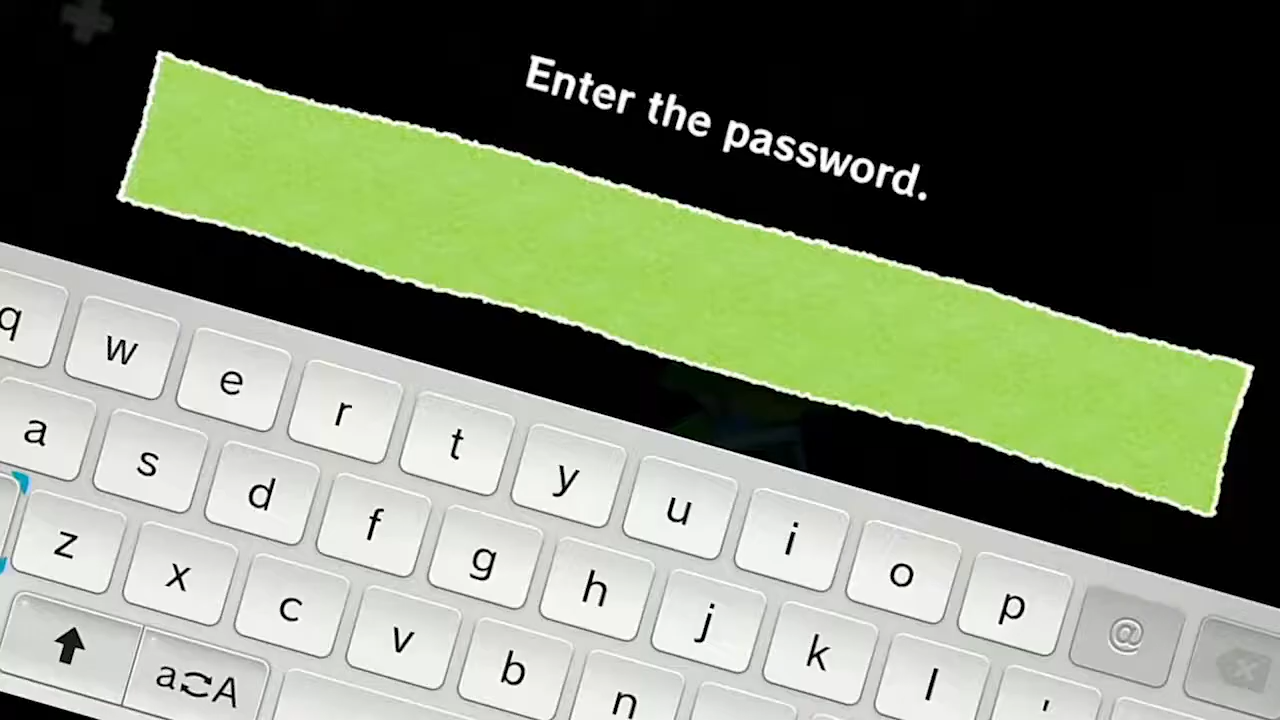 Enter the password.
q w e r t y u i o p @
a s d f g h j k l '
z x c v b n
a A